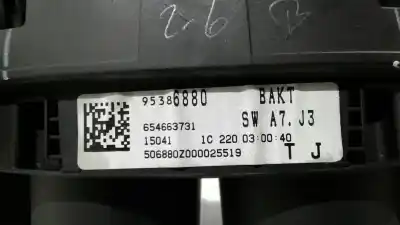 2.6
95386880 BAKT
654663731 SW A7. J3
15041 1C 220 03:00:40
506880Z000025519 T J